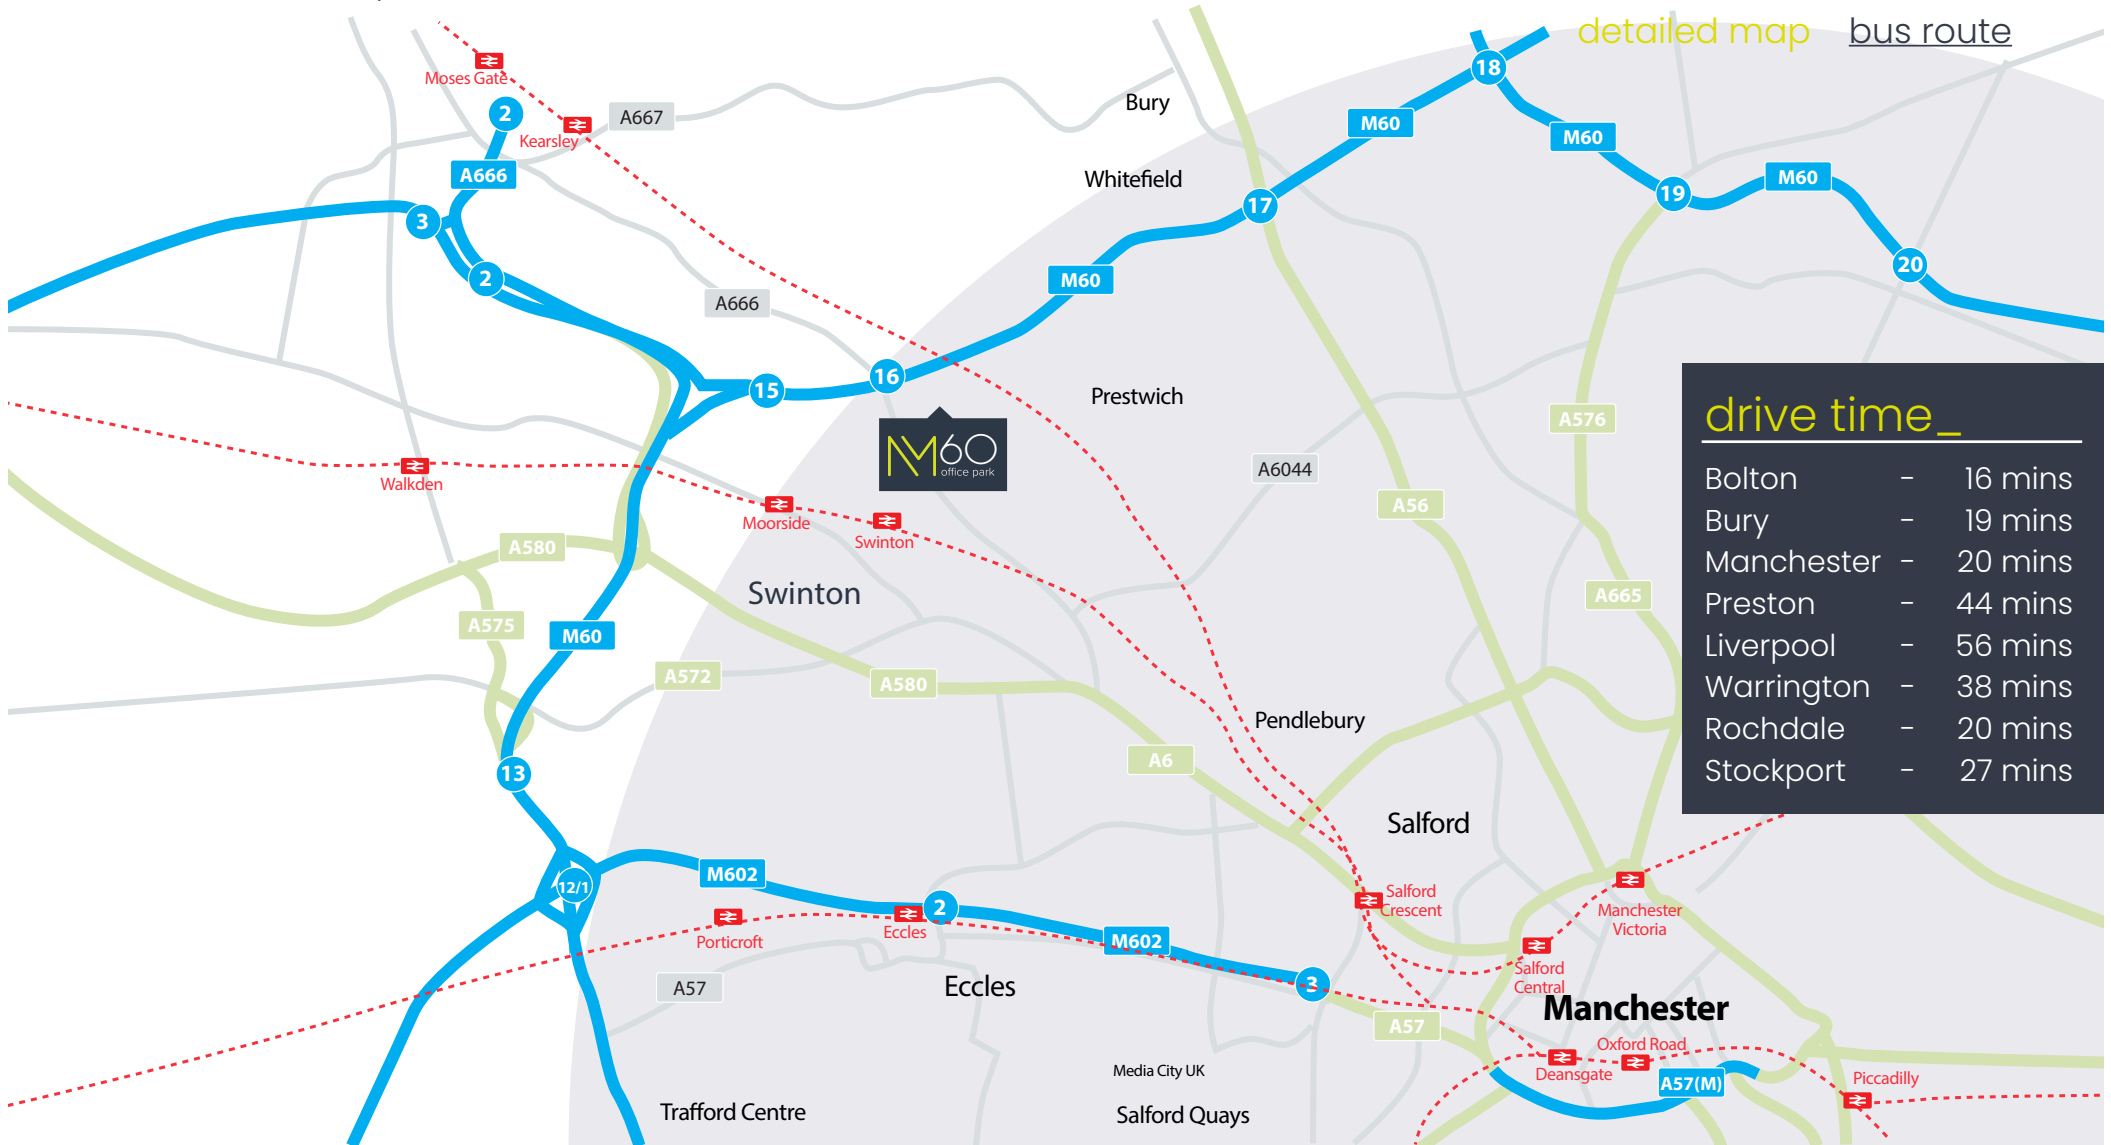 detailed map bus route
18
Moses Gate
2
Kearsley
A667
Bury
M60
M60
A666
Whitefield
M60
19
17
3
2
M60
20
A666
16
15
Prestwich
NM60
office park
A576
A6044
Walkden
A56
Moorside
Swinton
A580
Swinton
A665
A575
M60
A572
A580
Pendlebury
A6
13
drive time_
Bolton - 16 mins
Bury - 19 mins
Manchester - 20 mins
Preston - 44 mins
Liverpool - 56 mins
Warrington - 38 mins
Rochdale - 20 mins
Stockport - 27 mins
Salford
M602
12/1
Porticroft
Eccles
2
M602
Salford
Crescent
Manchester
Victoria
Salford
Central
A57
Eccles
3
Manchester
A57
Oxford Road
Deansgate
A57(M)
Piccadilly
Media City UK
Trafford Centre
Salford Quays